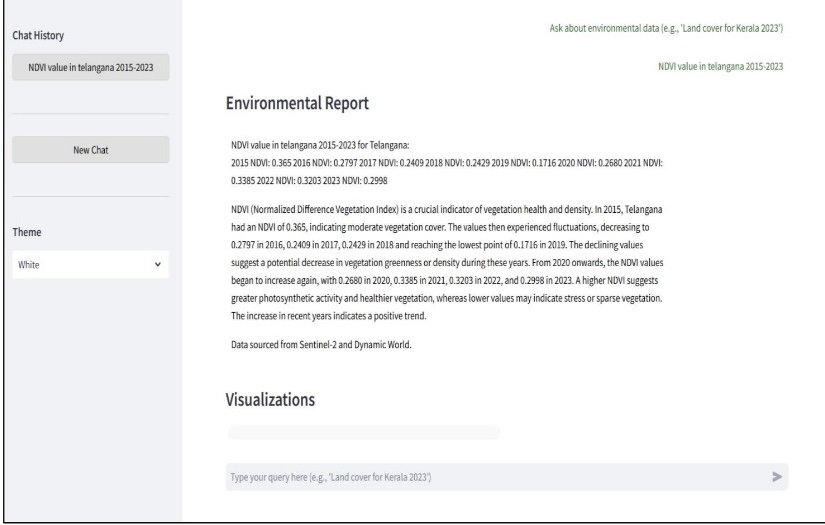 Chat History
NDVI value in telangana 2015-2023
New Chat
Theme
White
Ask about environmental data (e.g., 'Land cover for Kerala 2023')
NDVI value in telangana 2015-2023
Environmental Report
NDVI value in telangana 2015-2023 for Telangana:
2015 NDVI: 0.365 2016 NDVI: 0.2797 2017 NDVI: 0.2409 2018 NDVI: 0.2429 2019 NDVI: 0.1716 2020 NDVI: 0.2680 2021 NDVI:
0.3385 2022 NDVI: 0.3203 2023 NDVI: 0.2998
NDVI (Normalized Difference Vegetation Index) is a crucial indicator of vegetation health and density. In 2015, Telangana
had an NDVI of 0.365, indicating moderate vegetation cover. The values then experienced fluctuations, decreasing to
0.2797 in 2016, 0.2409 in 2017, 0.2429 in 2018 and reaching the lowest point of 0.1716 in 2019. The declining values
suggest a potential decrease in vegetation greenness or density during these years. From 2020 onwards, the NDVI values
began to increase again, with 0.2680 in 2020, 0.3385 in 2021, 0.3203 in 2022, and 0.2998 in 2023. A higher NDVI suggests
greater photosynthetic activity and healthier vegetation, whereas lower values may indicate stress or sparse vegetation.
The increase in recent years indicates a positive trend.
Data sourced from Sentinel-2 and Dynamic World.
Visualizations
Type your query here (e.g., 'Land cover for Kerala 2023')